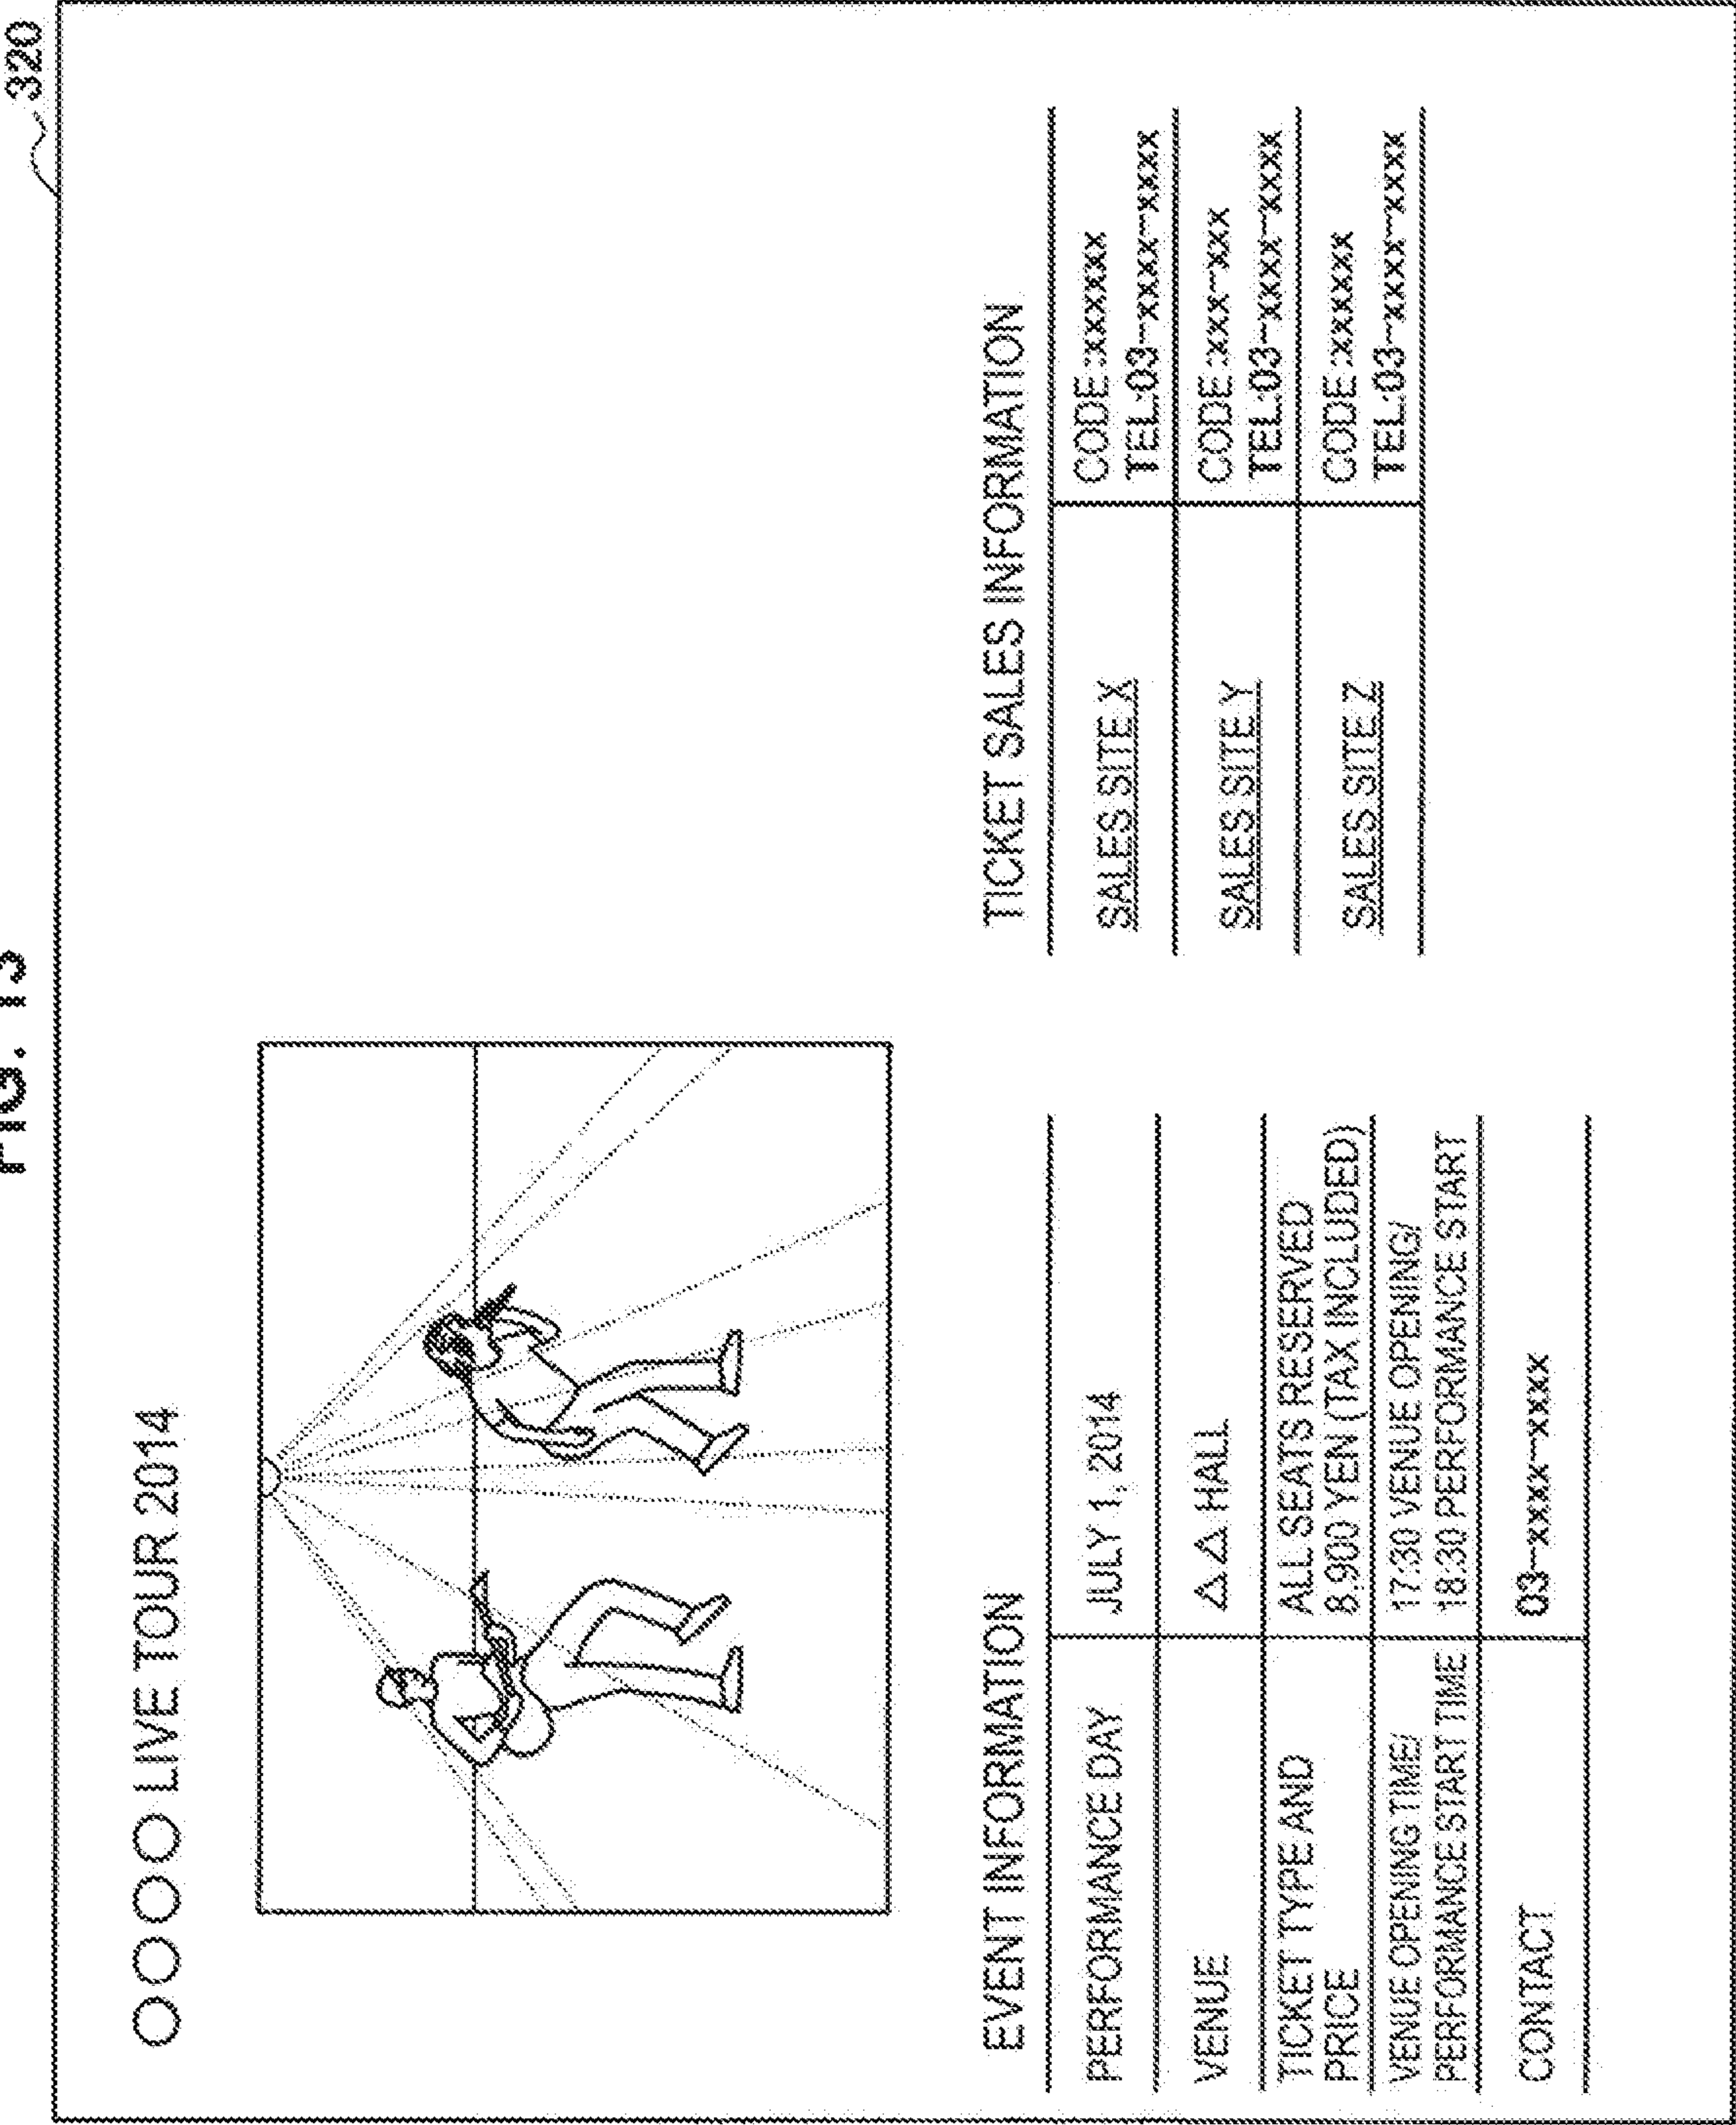 FIG. 13
320
○○○○ LIVE TOUR 2014
EVENT INFORMATION
PERFORMANCE DAY JULY 1, 2014
VENUE △△ HALL
TICKET TYPE AND PRICE ALL SEATS RESERVED
8,900 YEN (TAX INCLUDED)
VENUE OPENING TIME/ 17:30 VENUE OPENING/
PERFORMANCE START TIME 18:30 PERFORMANCE START
CONTACT 03-xxxx-xxxx
TICKET SALES INFORMATION
SALES SITE X CODE:xxxxx
TEL:03-xxxx-xxxx
SALES SITE Y CODE:xxx-xxx
TEL:03-xxxx-xxxx
SALES SITE Z CODE:xxxxx
TEL:03-xxxx-xxxx